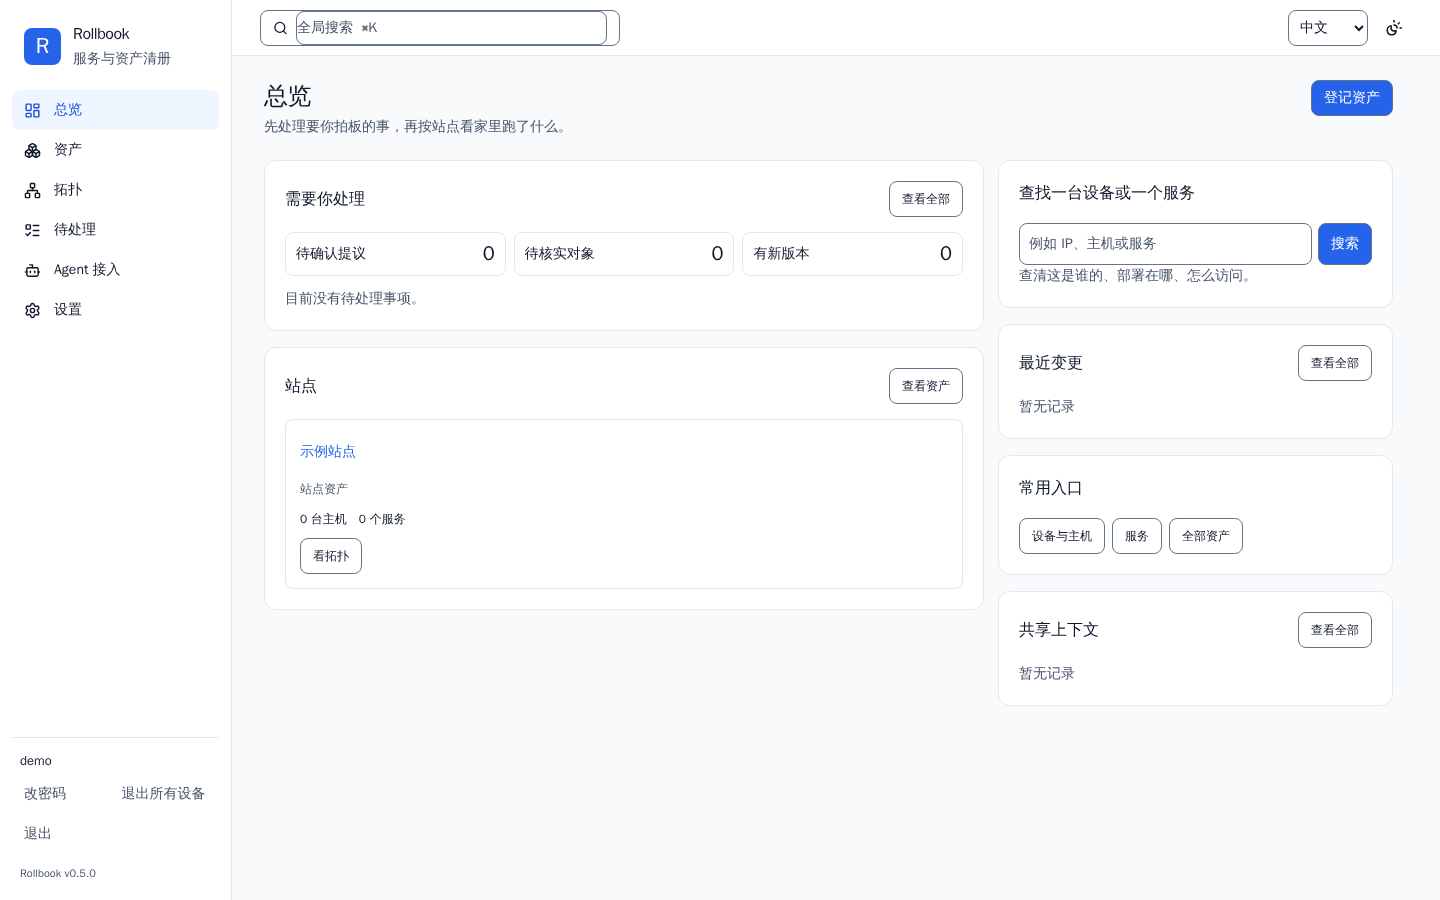 R
Rollbook
服务与资产清册
总览
资产
拓扑
待处理
Agent 接入
设置
demo
改密码
退出所有设备
退出
Rollbook v0.5.0
全局搜索 ⌘K
中文
总览
先处理要你拍板的事，再按站点看家里跑了什么。
登记资产
需要你处理
查看全部
待确认提议 0
待核实对象 0
有新版本 0
目前没有待处理事项。
站点
查看资产
示例站点
站点资产
0 台主机 0 个服务
看拓扑
查找一台设备或一个服务
例如 IP、主机或服务
搜索
查清这是谁的、部署在哪、怎么访问。
最近变更
查看全部
暂无记录
常用入口
设备与主机
服务
全部资产
共享上下文
查看全部
暂无记录